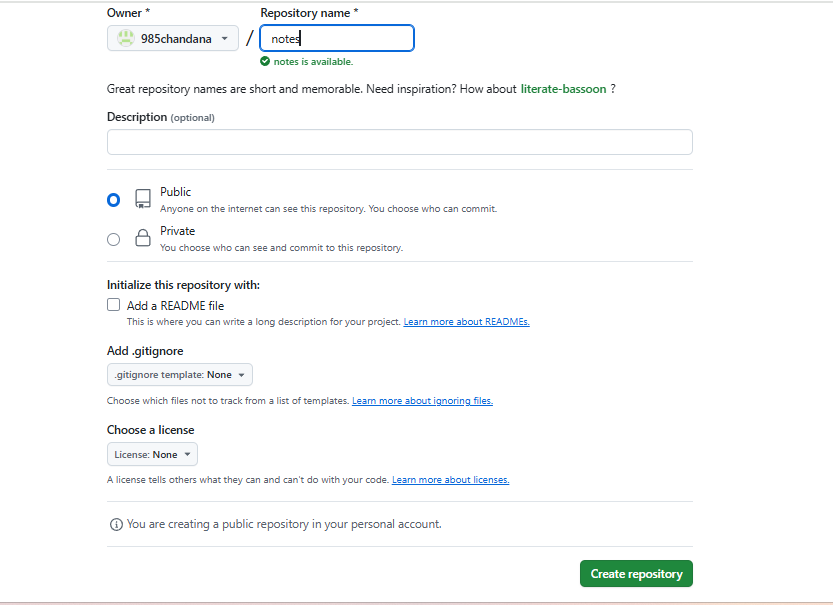 Owner * Repository name *
985chandana / notes
notes is available.
Great repository names are short and memorable. Need inspiration? How about literate-bassoon ?
Description (optional)
Public
Anyone on the internet can see this repository. You choose who can commit.
Private
You choose who can see and commit to this repository.
Initialize this repository with:
Add a README file
This is where you can write a long description for your project. Learn more about READMEs.
Add .gitignore
.gitignore template: None
Choose which files not to track from a list of templates. Learn more about ignoring files.
Choose a license
License: None
A license tells others what they can and can't do with your code. Learn more about licenses.
You are creating a public repository in your personal account.
Create repository